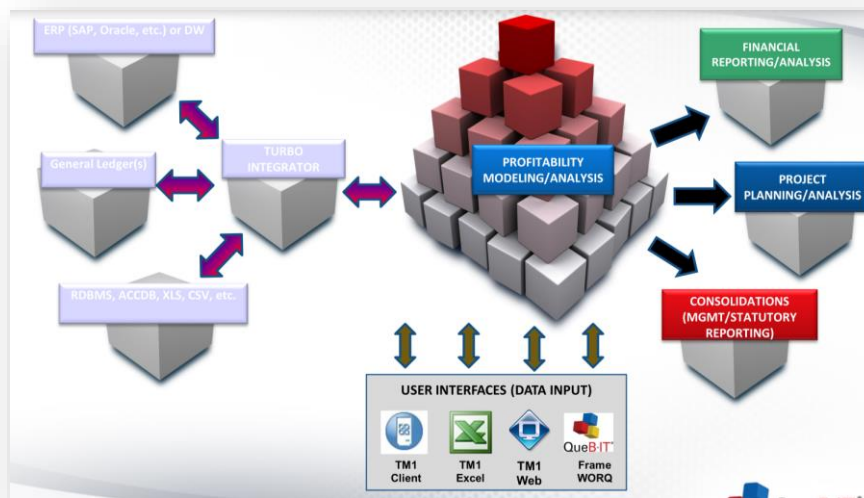 ERP (SAP, Oracle, etc.) or DW
General Ledger(s)
RDBMS, ACCDB, XLS, CSV, etc.
TURBO
INTEGRATOR
PROFITABILITY
MODELING/ANALYSIS
FINANCIAL
REPORTING/ANALYSIS
PROJECT
PLANNING/ANALYSIS
CONSOLIDATIONS
(MGMT/STATUTORY
REPORTING)
USER INTERFACES (DATA INPUT)
QueB-IT™
TM1
Client
TM1
Excel
TM1
Web
Frame
WORQ